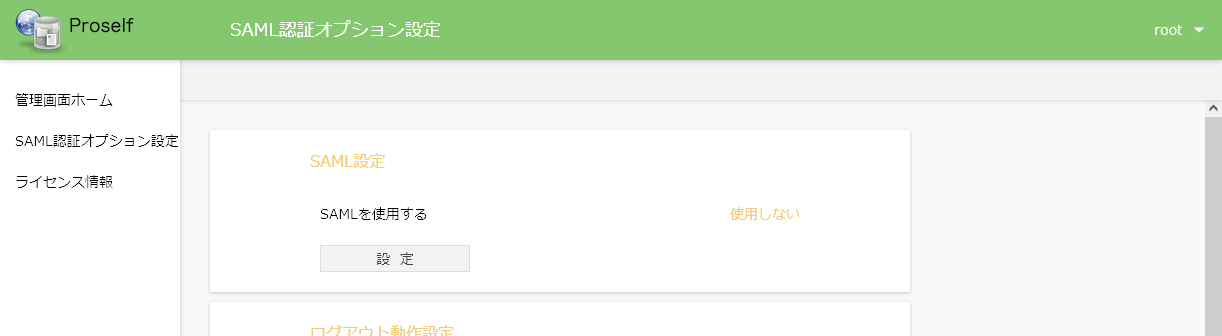 Proself
SAML認証オプション設定
root
管理画面ホーム
SAML認証オプション設定
ライセンス情報
SAML設定
SAMLを使用する
使用しない
設 定
ログアウト動作設定